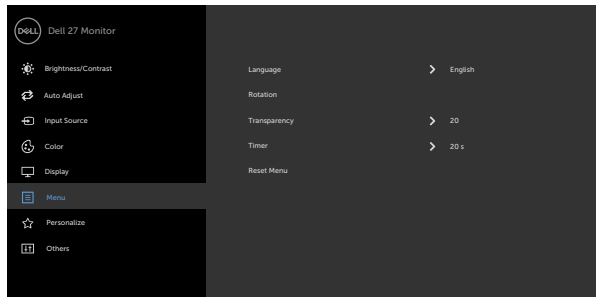 DELL Dell 27 Monitor
Brightness/Contrast
Auto Adjust
Input Source
Color
Display
Menu
Personalize
Others
Language English
Rotation
Transparency 20
Timer 20 s
Reset Menu